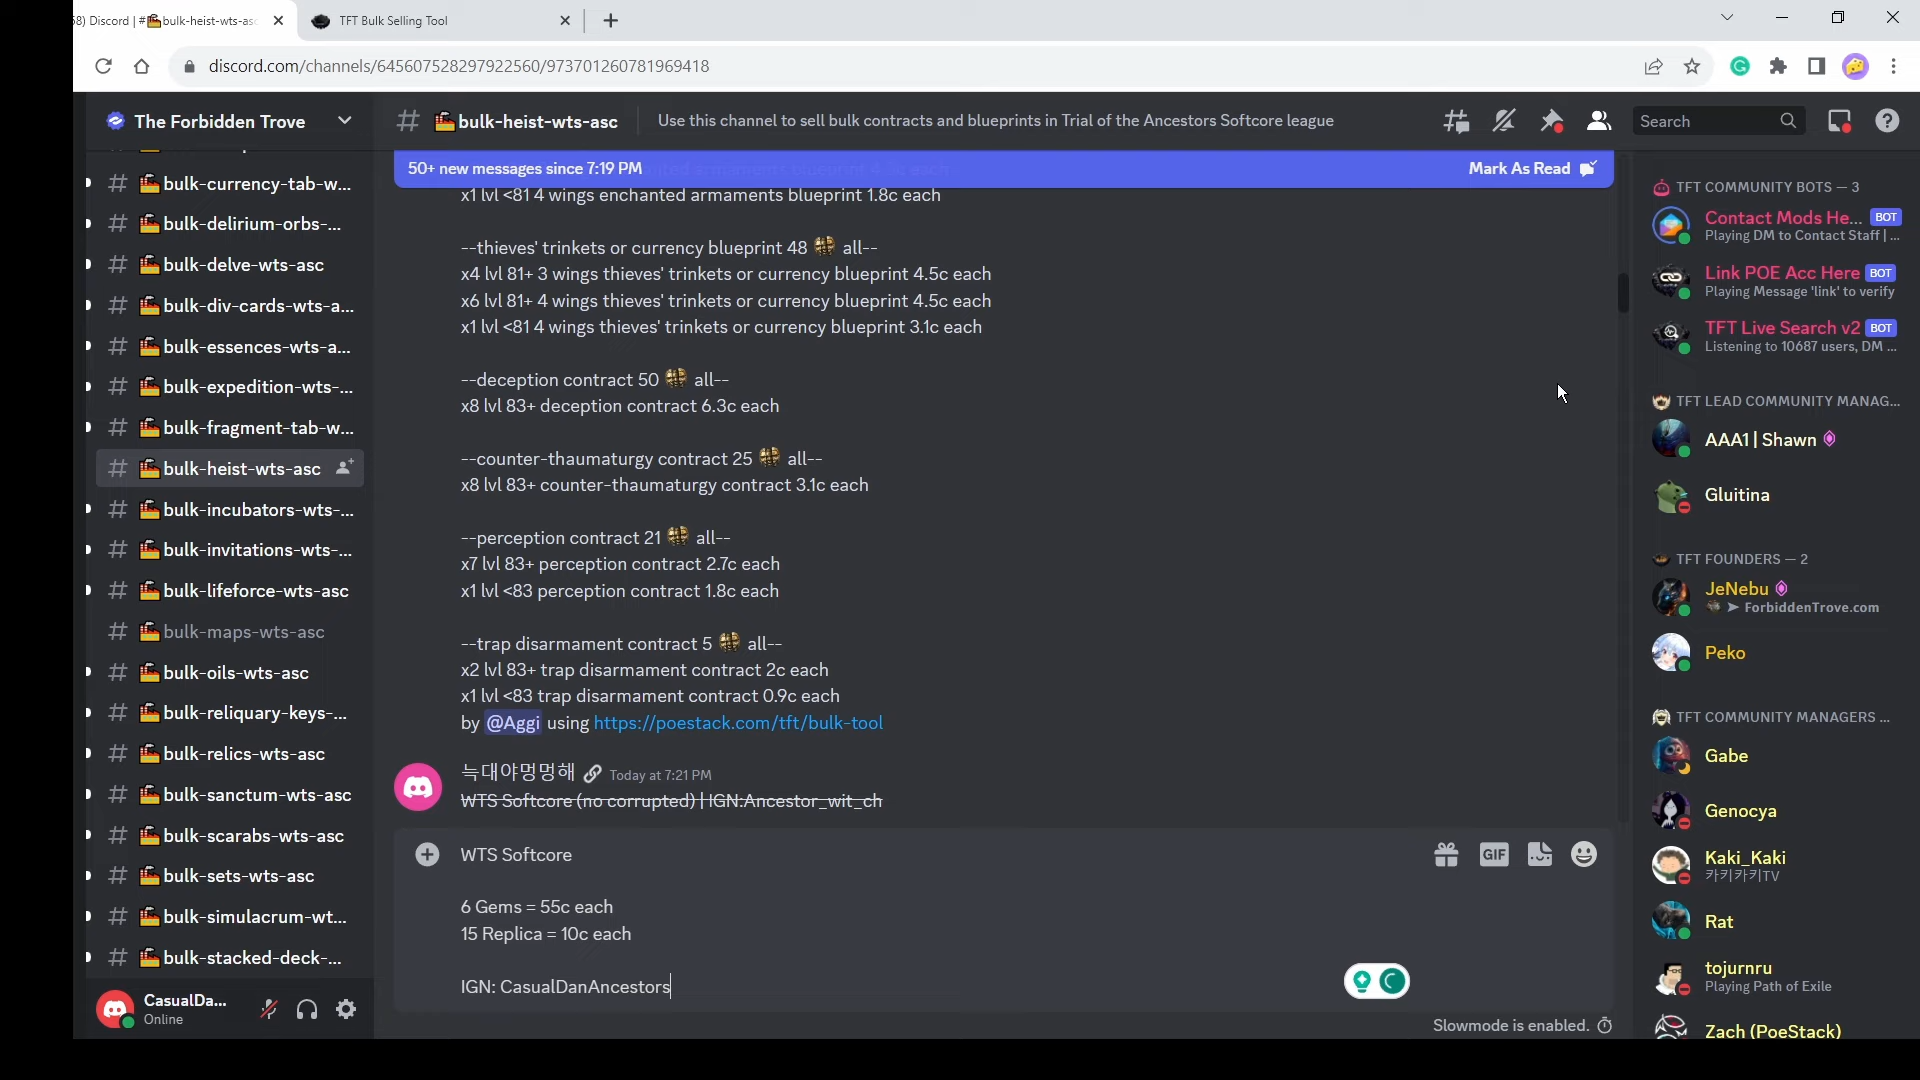 58) Discord | # bulk-heist-wts-asc
TFT Bulk Selling Tool
discord.com/channels/645607528297922560/973701260781969418
The Forbidden Trove
bulk-currency-tab-w...
bulk-delirium-orbs-...
bulk-delve-wts-asc
bulk-div-cards-wts-a...
bulk-essences-wts-a...
bulk-expedition-wts-...
bulk-fragment-tab-w...
bulk-heist-wts-asc
bulk-incubators-wts-...
bulk-invitations-wts-...
bulk-lifeforce-wts-asc
bulk-maps-wts-asc
bulk-oils-wts-asc
bulk-reliquary-keys-...
bulk-relics-wts-asc
bulk-sanctum-wts-asc
bulk-scarabs-wts-asc
bulk-sets-wts-asc
bulk-simulacrum-wt...
bulk-stacked-deck-...
CasualDa...
Online
bulk-heist-wts-asc
Use this channel to sell bulk contracts and blueprints in Trial of the Ancestors Softcore league
Search
50+ new messages since 7:19 PM
Mark As Read
x1 lvl <81 4 wings enchanted armaments blueprint 1.8c each
--thieves' trinkets or currency blueprint 48 all--
x4 lvl 81+ 3 wings thieves' trinkets or currency blueprint 4.5c each
x6 lvl 81+ 4 wings thieves' trinkets or currency blueprint 4.5c each
x1 lvl <81 4 wings thieves' trinkets or currency blueprint 3.1c each
--deception contract 50 all--
x8 lvl 83+ deception contract 6.3c each
--counter-thaumaturgy contract 25 all--
x8 lvl 83+ counter-thaumaturgy contract 3.1c each
--perception contract 21 all--
x7 lvl 83+ perception contract 2.7c each
x1 lvl <83 perception contract 1.8c each
--trap disarmament contract 5 all--
x2 lvl 83+ trap disarmament contract 2c each
x1 lvl <83 trap disarmament contract 0.9c each
by @Aggi using https://poestack.com/tft/bulk-tool
늑대야멍멍해 Today at 7:21 PM
WTS Softcore (no corrupted) | IGN:Ancestor_wit_ch
WTS Softcore
GIF
6 Gems = 55c each
15 Replica = 10c each
IGN: CasualDanAncestors
Slowmode is enabled.
TFT COMMUNITY BOTS — 3
Contact Mods He... BOT
Playing DM to Contact Staff | ...
Link POE Acc Here BOT
Playing Message 'link' to verify
TFT Live Search v2 BOT
Listening to 10687 users, DM ...
TFT LEAD COMMUNITY MANAG...
AAA1 | Shawn
Gluitina
TFT FOUNDERS — 2
JeNebu
➤ ForbiddenTrove.com
Peko
TFT COMMUNITY MANAGERS ...
Gabe
Genocya
Kaki_Kaki
카키카키TV
Rat
tojurnru
Playing Path of Exile
Zach (PoeStack)